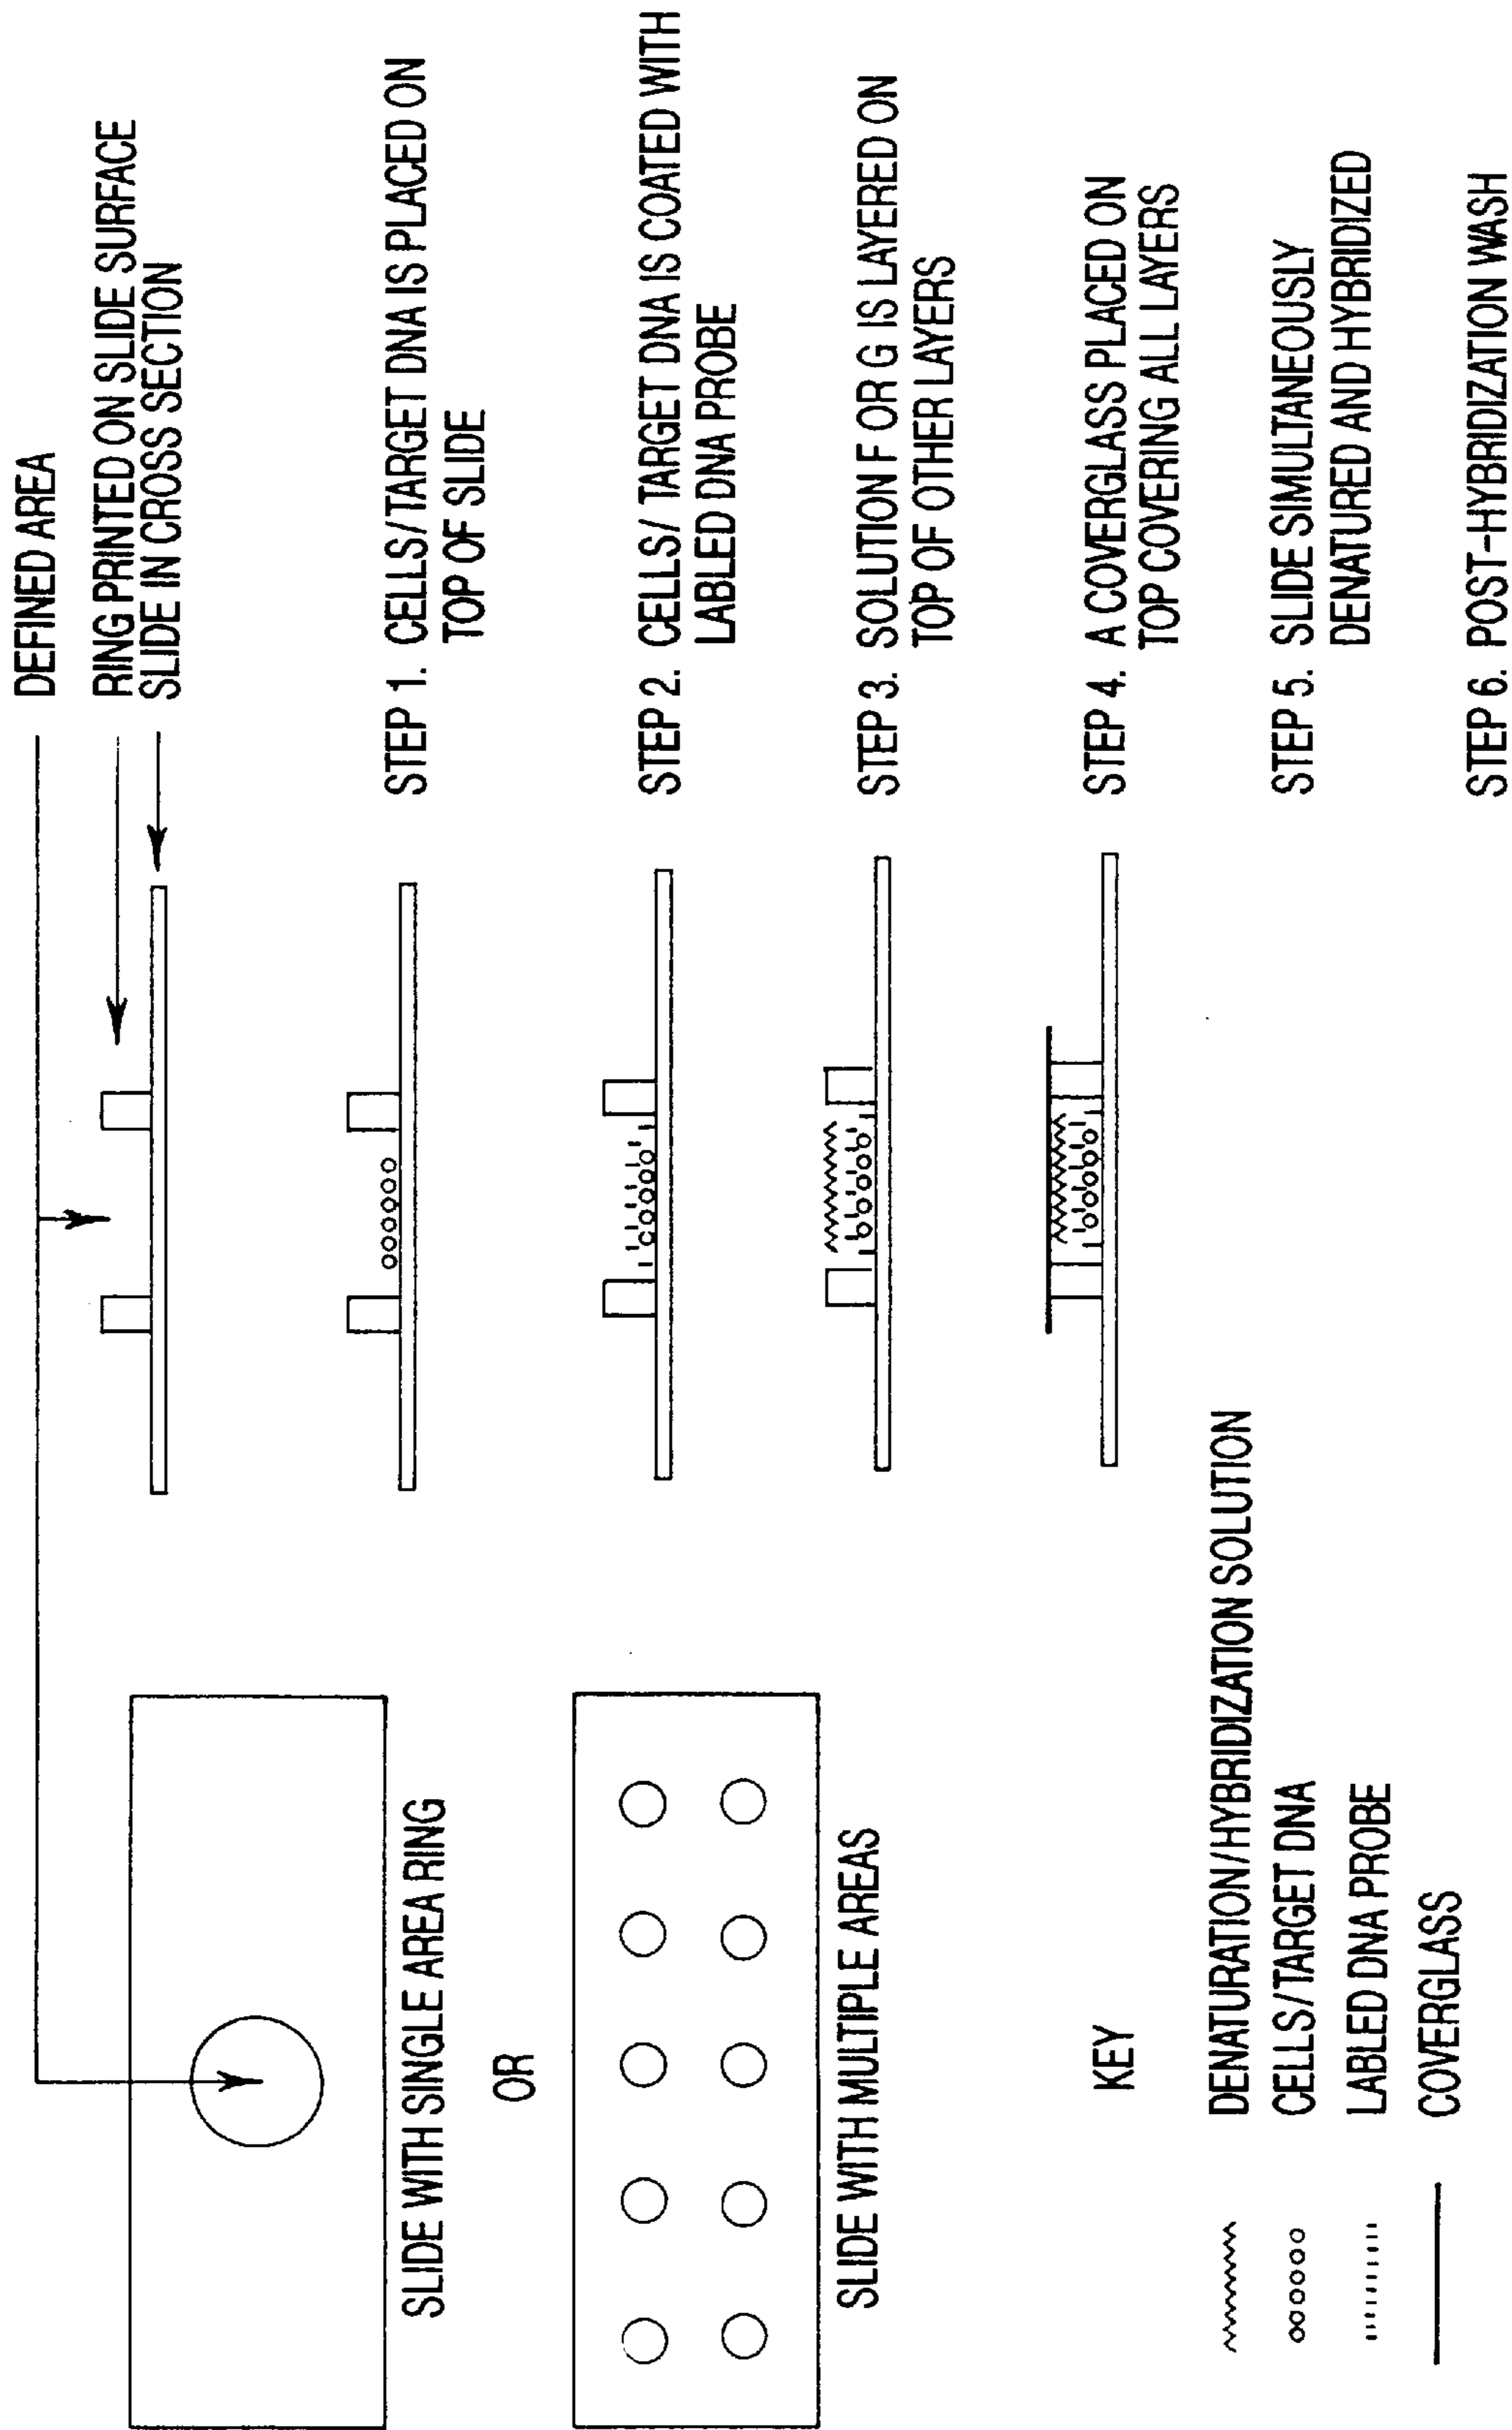 DEFINED AREA
RING PRINTED ON SLIDE SURFACE
SLIDE IN CROSS SECTION
SLIDE WITH SINGLE AREA RING
OR
SLIDE WITH MULTIPLE AREAS
STEP 1. CELLS/TARGET DNA IS PLACED ON
TOP OF SLIDE
STEP 2. CELLS/ TARGET DNA IS COATED WITH
LABLED DNA PROBE
STEP 3. SOLUTION F OR G IS LAYERED ON
TOP OF OTHER LAYERS
STEP 4. A COVERGLASS PLACED ON
TOP COVERING ALL LAYERS
STEP 5. SLIDE SIMULTANEOUSLY
DENATURED AND HYBRIDIZED
STEP 6. POST-HYBRIDIZATION WASH
KEY
DENATURATION/HYBRIDIZATION SOLUTION
CELLS/TARGET DNA
LABLED DNA PROBE
COVERGLASS